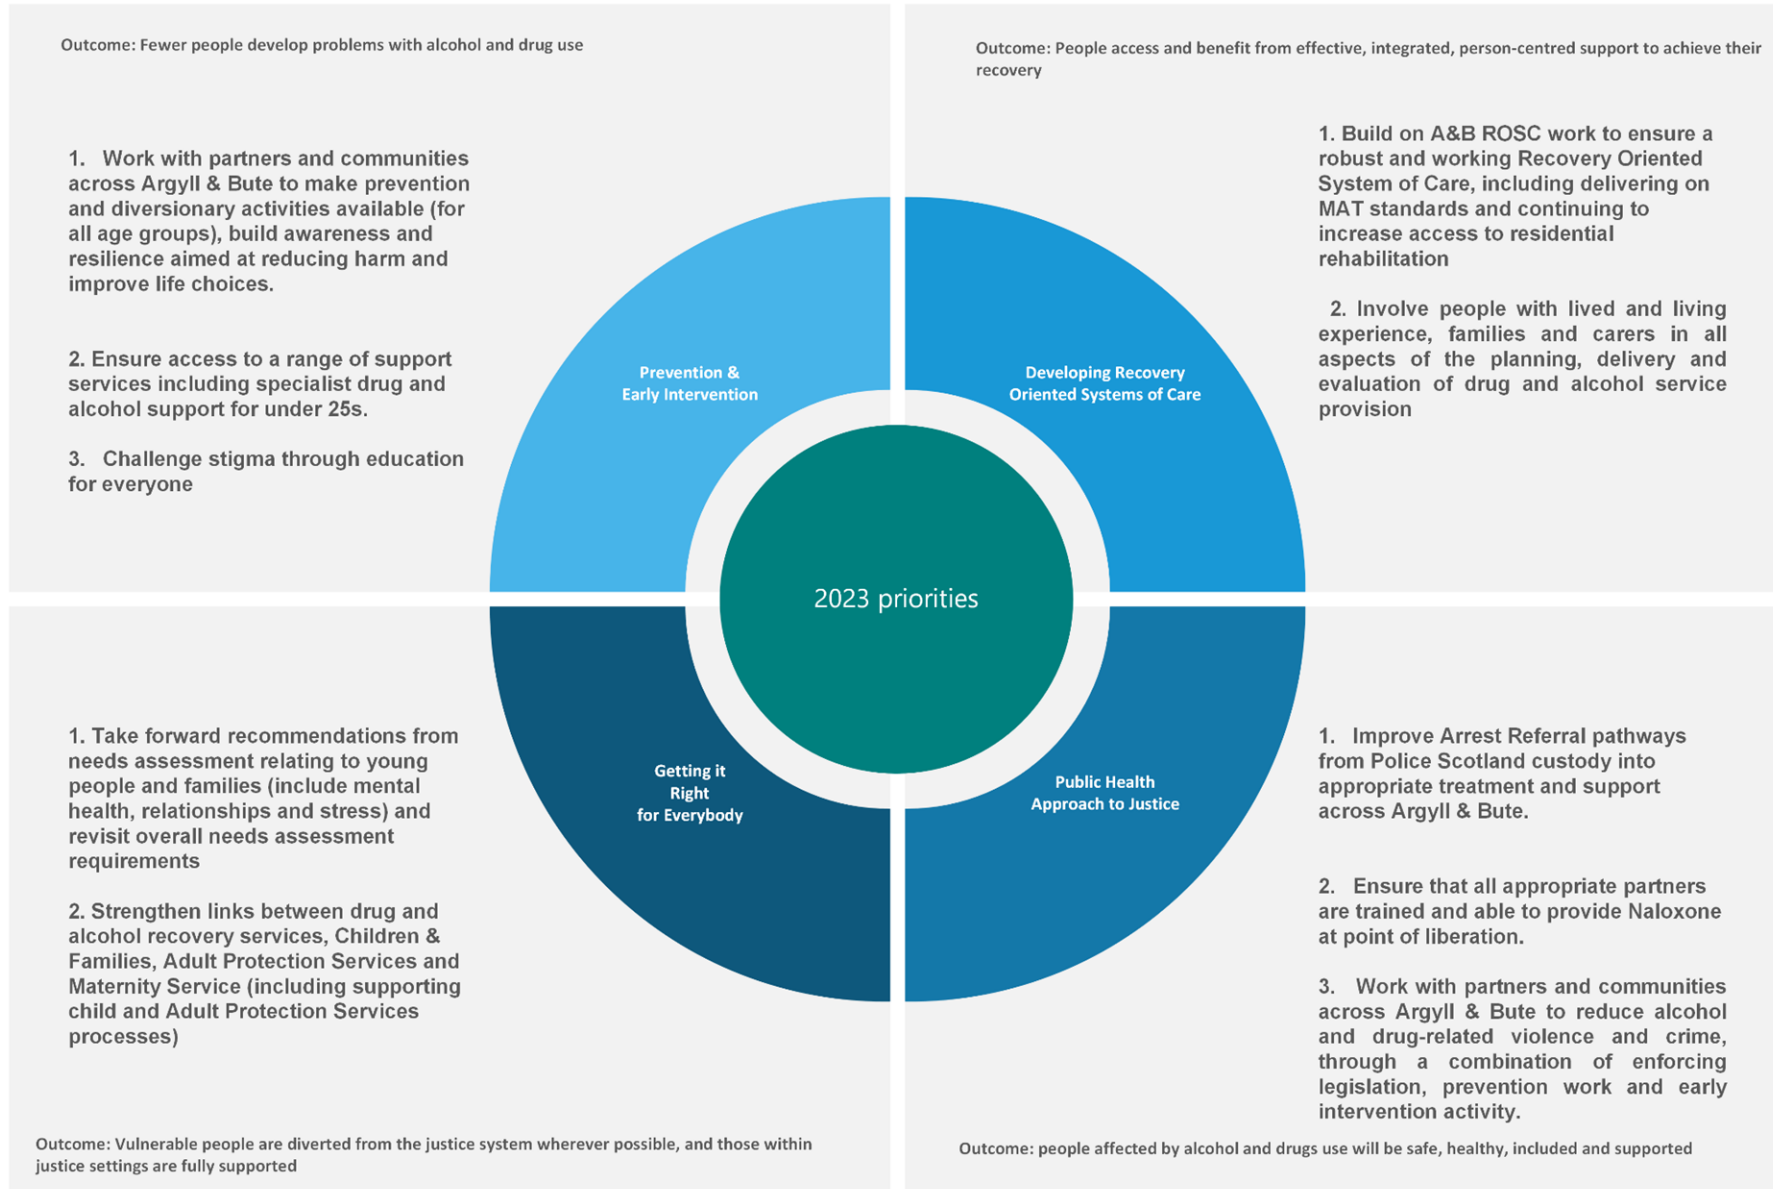 Outcome: Fewer people develop problems with alcohol and drug use
1. Work with partners and communities
across Argyll & Bute to make prevention
and diversionary activities available (for
all age groups), build awareness and
resilience aimed at reducing harm and
improve life choices.
2. Ensure access to a range of support
services including specialist drug and
alcohol support for under 25s.
3. Challenge stigma through education
for everyone
Prevention &
Early Intervention
Outcome: People access and benefit from effective, integrated, person-centred support to achieve their
recovery
1. Build on A&B ROSC work to ensure a
robust and working Recovery Oriented
System of Care, including delivering on
MAT standards and continuing to
increase access to residential
rehabilitation
2. Involve people with lived and living
experience, families and carers in all
aspects of the planning, delivery and
evaluation of drug and alcohol service
provision
Developing Recovery
Oriented Systems of Care
2023 priorities
1. Take forward recommendations from
needs assessment relating to young
people and families (include mental
health, relationships and stress) and
revisit overall needs assessment
requirements
2. Strengthen links between drug and
alcohol recovery services, Children &
Families, Adult Protection Services and
Maternity Service (including supporting
child and Adult Protection Services
processes)
Getting it
Right
for Everybody
Outcome: Vulnerable people are diverted from the justice system wherever possible, and those within
justice settings are fully supported
Public Health
Approach to Justice
1. Improve Arrest Referral pathways
from Police Scotland custody into
appropriate treatment and support
across Argyll & Bute.
2. Ensure that all appropriate partners
are trained and able to provide Naloxone
at point of liberation.
3. Work with partners and communities
across Argyll & Bute to reduce alcohol
and drug-related violence and crime,
through a combination of enforcing
legislation, prevention work and early
intervention activity.
Outcome: people affected by alcohol and drugs use will be safe, healthy, included and supported